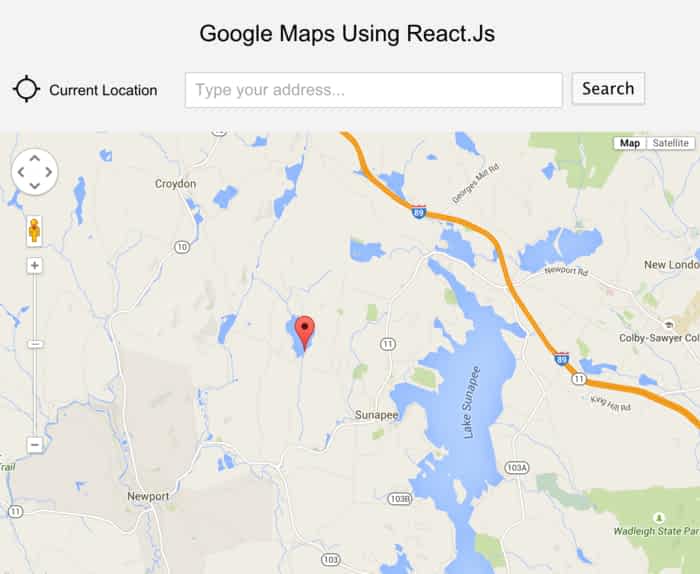 Google Maps Using React.Js
Current Location
Type your address...
Search
Map
Satellite
Croydon
Georges Mill Rd
89
10
Newport Rd
New Londo
Colby-Sawyer Col
11
89
11
King Hill Rd
Lake Sunapee
Sunapee
Trail
103A
Newport
103B
11
Wadleigh State Par
103